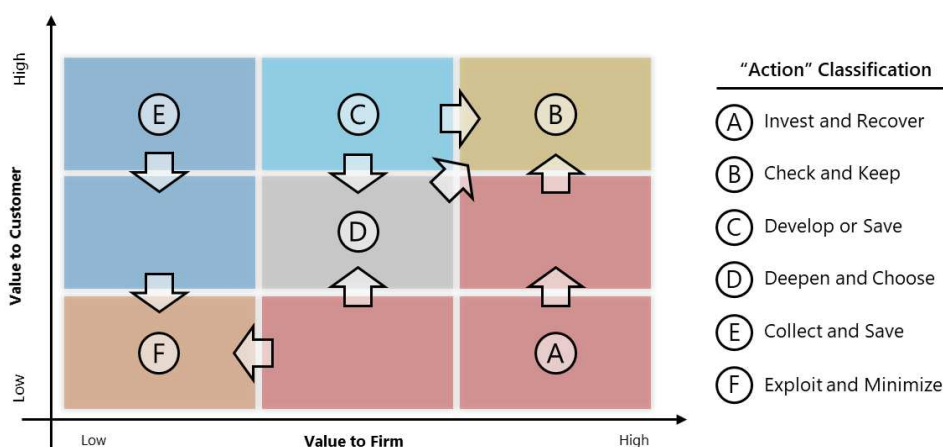 High
Value to Customer
Low
E
C
B
D
F
A
Low
Value to Firm
High
“Action” Classification
A Invest and Recover
B Check and Keep
C Develop or Save
D Deepen and Choose
E Collect and Save
F Exploit and Minimize